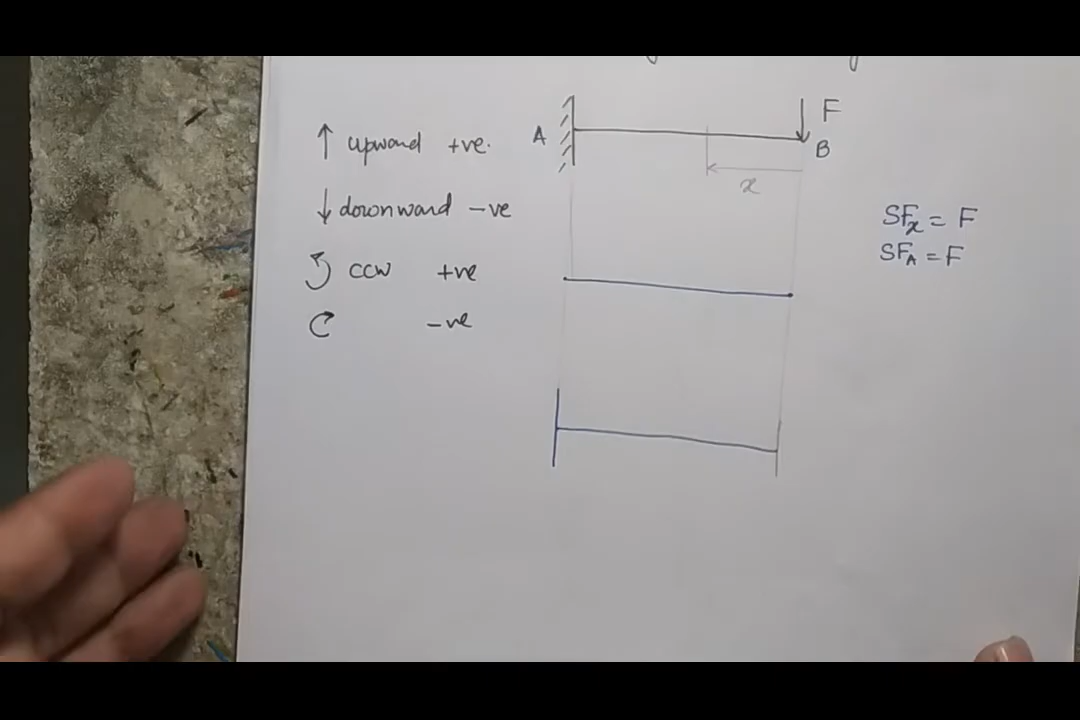 ↑ upward +ve.
↓ downward -ve
ccw +ve
-ve
A
F
B
x
SFx = F
SFA = F